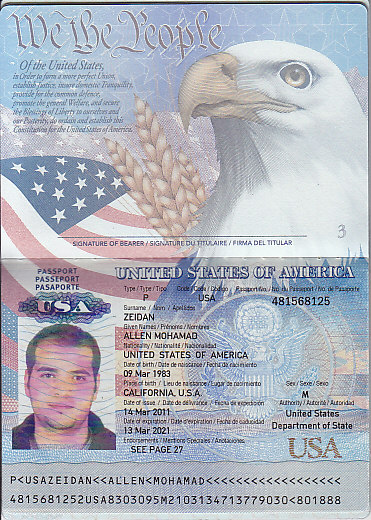 We the People
Of the United States,
in Order to form a more perfect Union,
establish Justice, insure domestic Tranquility,
provide for the common defence,
promote the general Welfare, and secure
the Blessings of Liberty to ourselves and
our Posterity, do ordain and establish this
Constitution for the United States of America.
SIGNATURE OF BEARER / SIGNATURE DU TITULAIRE / FIRMA DEL TITULAR
3
PASSPORT
PASSEPORT
PASAPORTE
USA
UNITED STATES OF AMERICA
Type / Type / Tipo Code / Code / Código Passport No. / No. du Passeport / No. de Pasaporte
P USA 481568125
Surname / Nom / Apellidos
ZEIDAN
Given Names / Prénoms / Nombres
ALLEN MOHAMAD
Nationality / Nationalité / Nacionalidad
UNITED STATES OF AMERICA
Date of birth / Date de naissance / Fecha de nacimiento
09 Mar 1983
Place of birth / Lieu de naissance / Lugar de nacimiento Sex / Sexe / Sexo
CALIFORNIA, U.S.A. M
Date of issue / Date de délivrance / Fecha de expedición Authority / Autorité / Autoridad
14 Mar 2011 United States
Date of expiration / Date d'expiration / Fecha de caducidad Department of State
13 Mar 2021
Endorsements / Mentions Spéciales / Anotaciones
SEE PAGE 27
USA
P<USAZEIDAN<<ALLEN<MOHAMAD<<<<<<<<<<<<<<<<<<
4815681252USA8303095M2103134713779030<801888